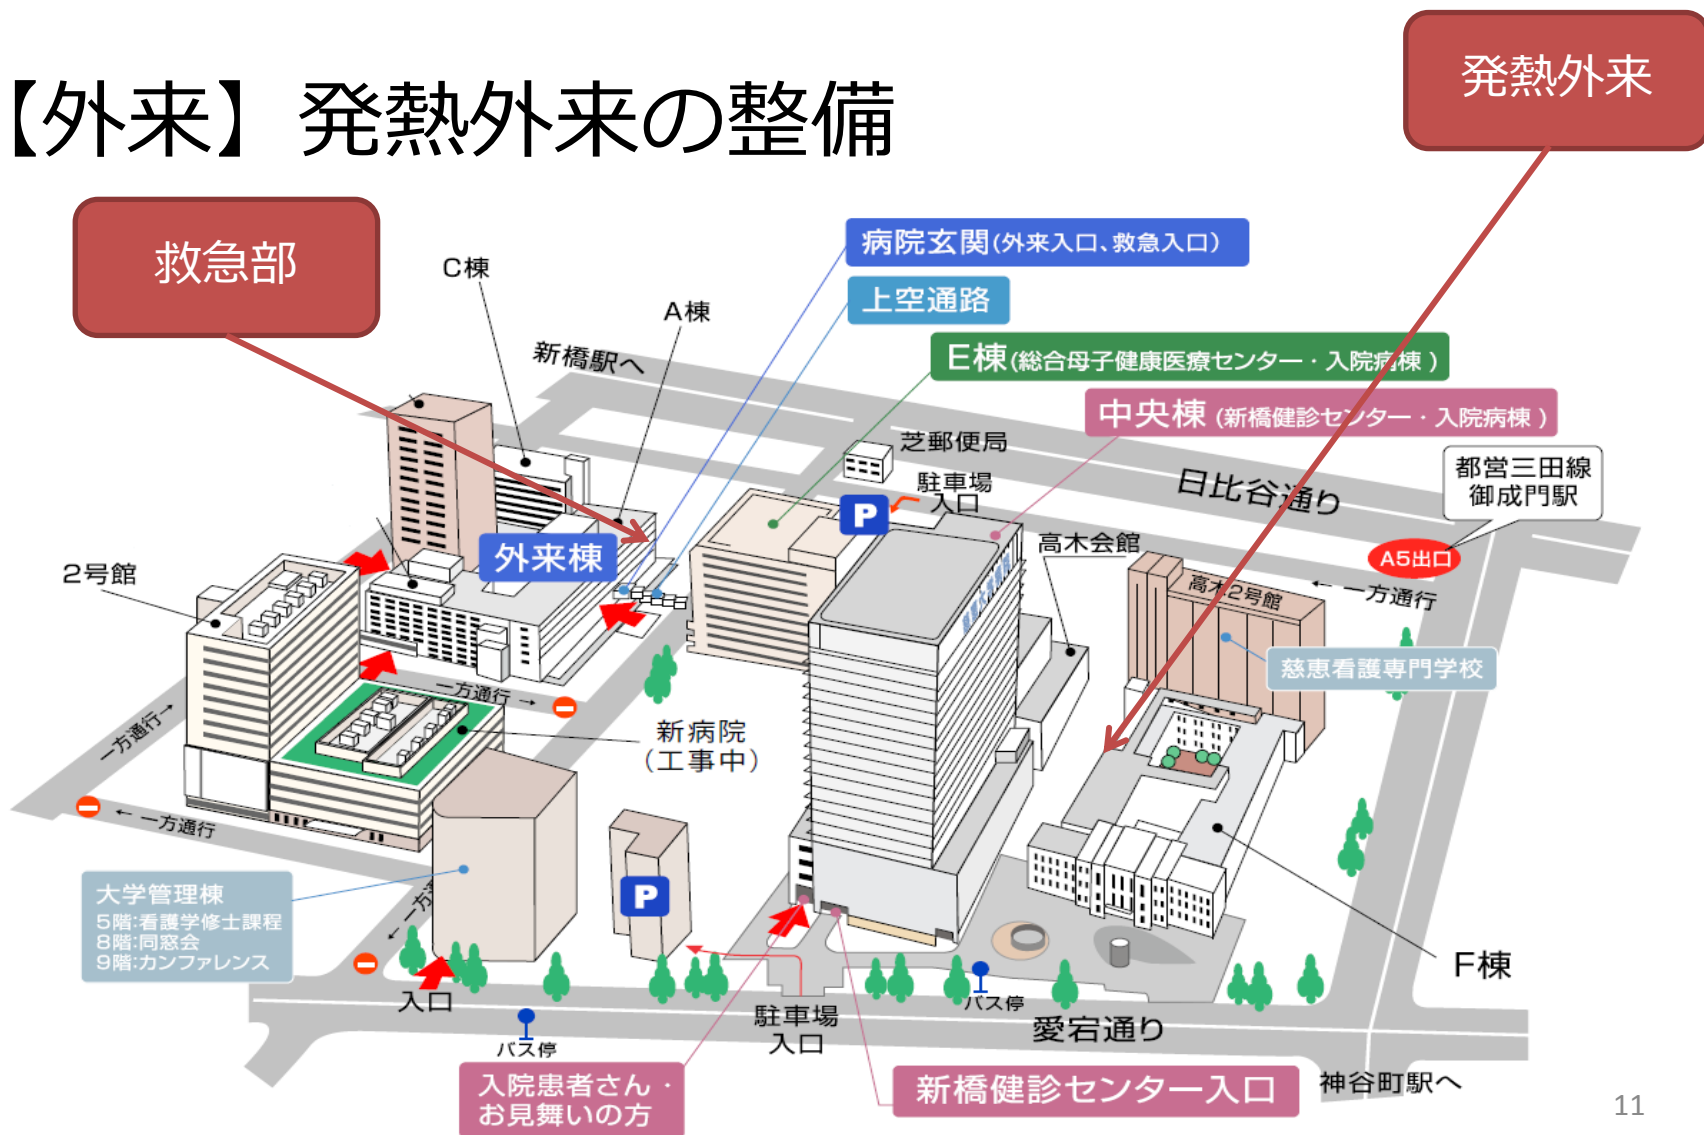 【外来】発熱外来の整備
発熱外来
救急部
病院玄関(外来入口、救急入口)
上空通路
C棟
A棟
新橋駅へ
E棟(総合母子健康医療センター・入院病棟)
中央棟(新橋健診センター・入院病棟)
芝郵便局
駐車場
入口
P
日比谷通り
都営三田線
御成門駅
A5出口
←一方通行
高木会館
高木2号館
慈恵看護専門学校
外来棟
2号館
一方通行→
一方通行→
新病院
(工事中)
←一方通行
大学管理棟
5階:看護学修士課程
8階:同窓会
9階:カンファレンス
←一方通
P
F棟
入口
バス停
駐車場
入口
バス停
愛宕通り
入院患者さん・
お見舞いの方
新橋健診センター入口
神谷町駅へ
11